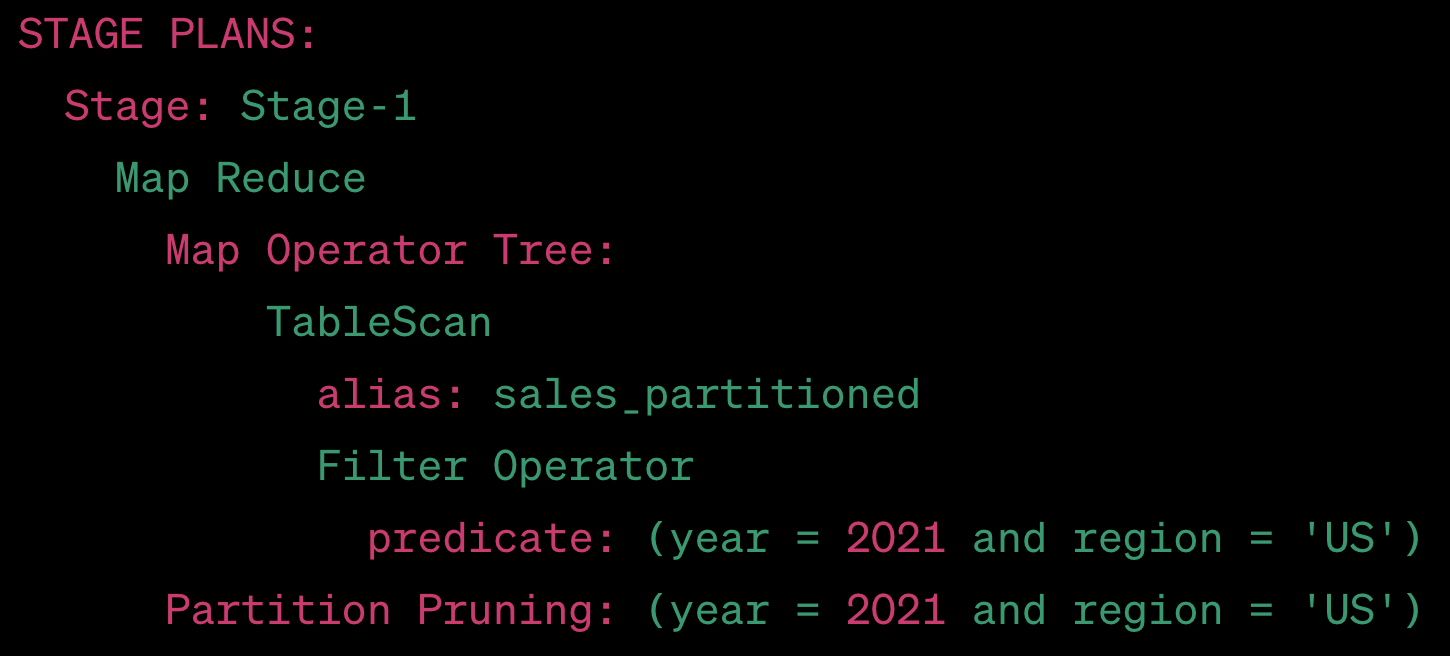 STAGE PLANS:
Stage: Stage-1
Map Reduce
Map Operator Tree:
TableScan
alias: sales_partitioned
Filter Operator
predicate: (year = 2021 and region = 'US')
Partition Pruning: (year = 2021 and region = 'US')